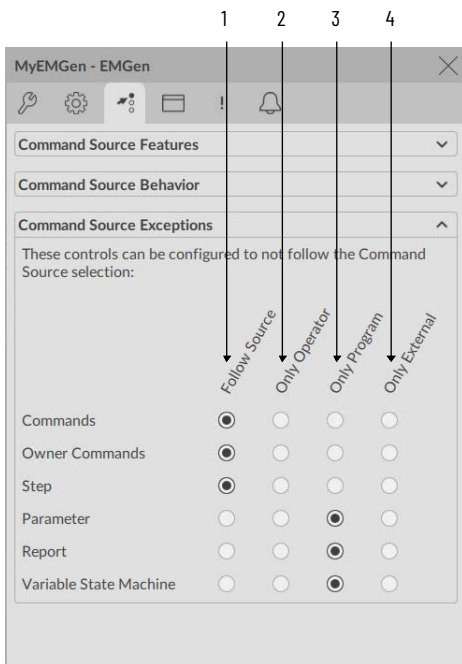 1 2 3 4
MyEMGen - EMGen
!
Command Source Features
Command Source Behavior
Command Source Exceptions
These controls can be configured to not follow the Command
Source selection:
Follow Source Only Operator Only Program Only External
Commands
Owner Commands
Step
Parameter
Report
Variable State Machine